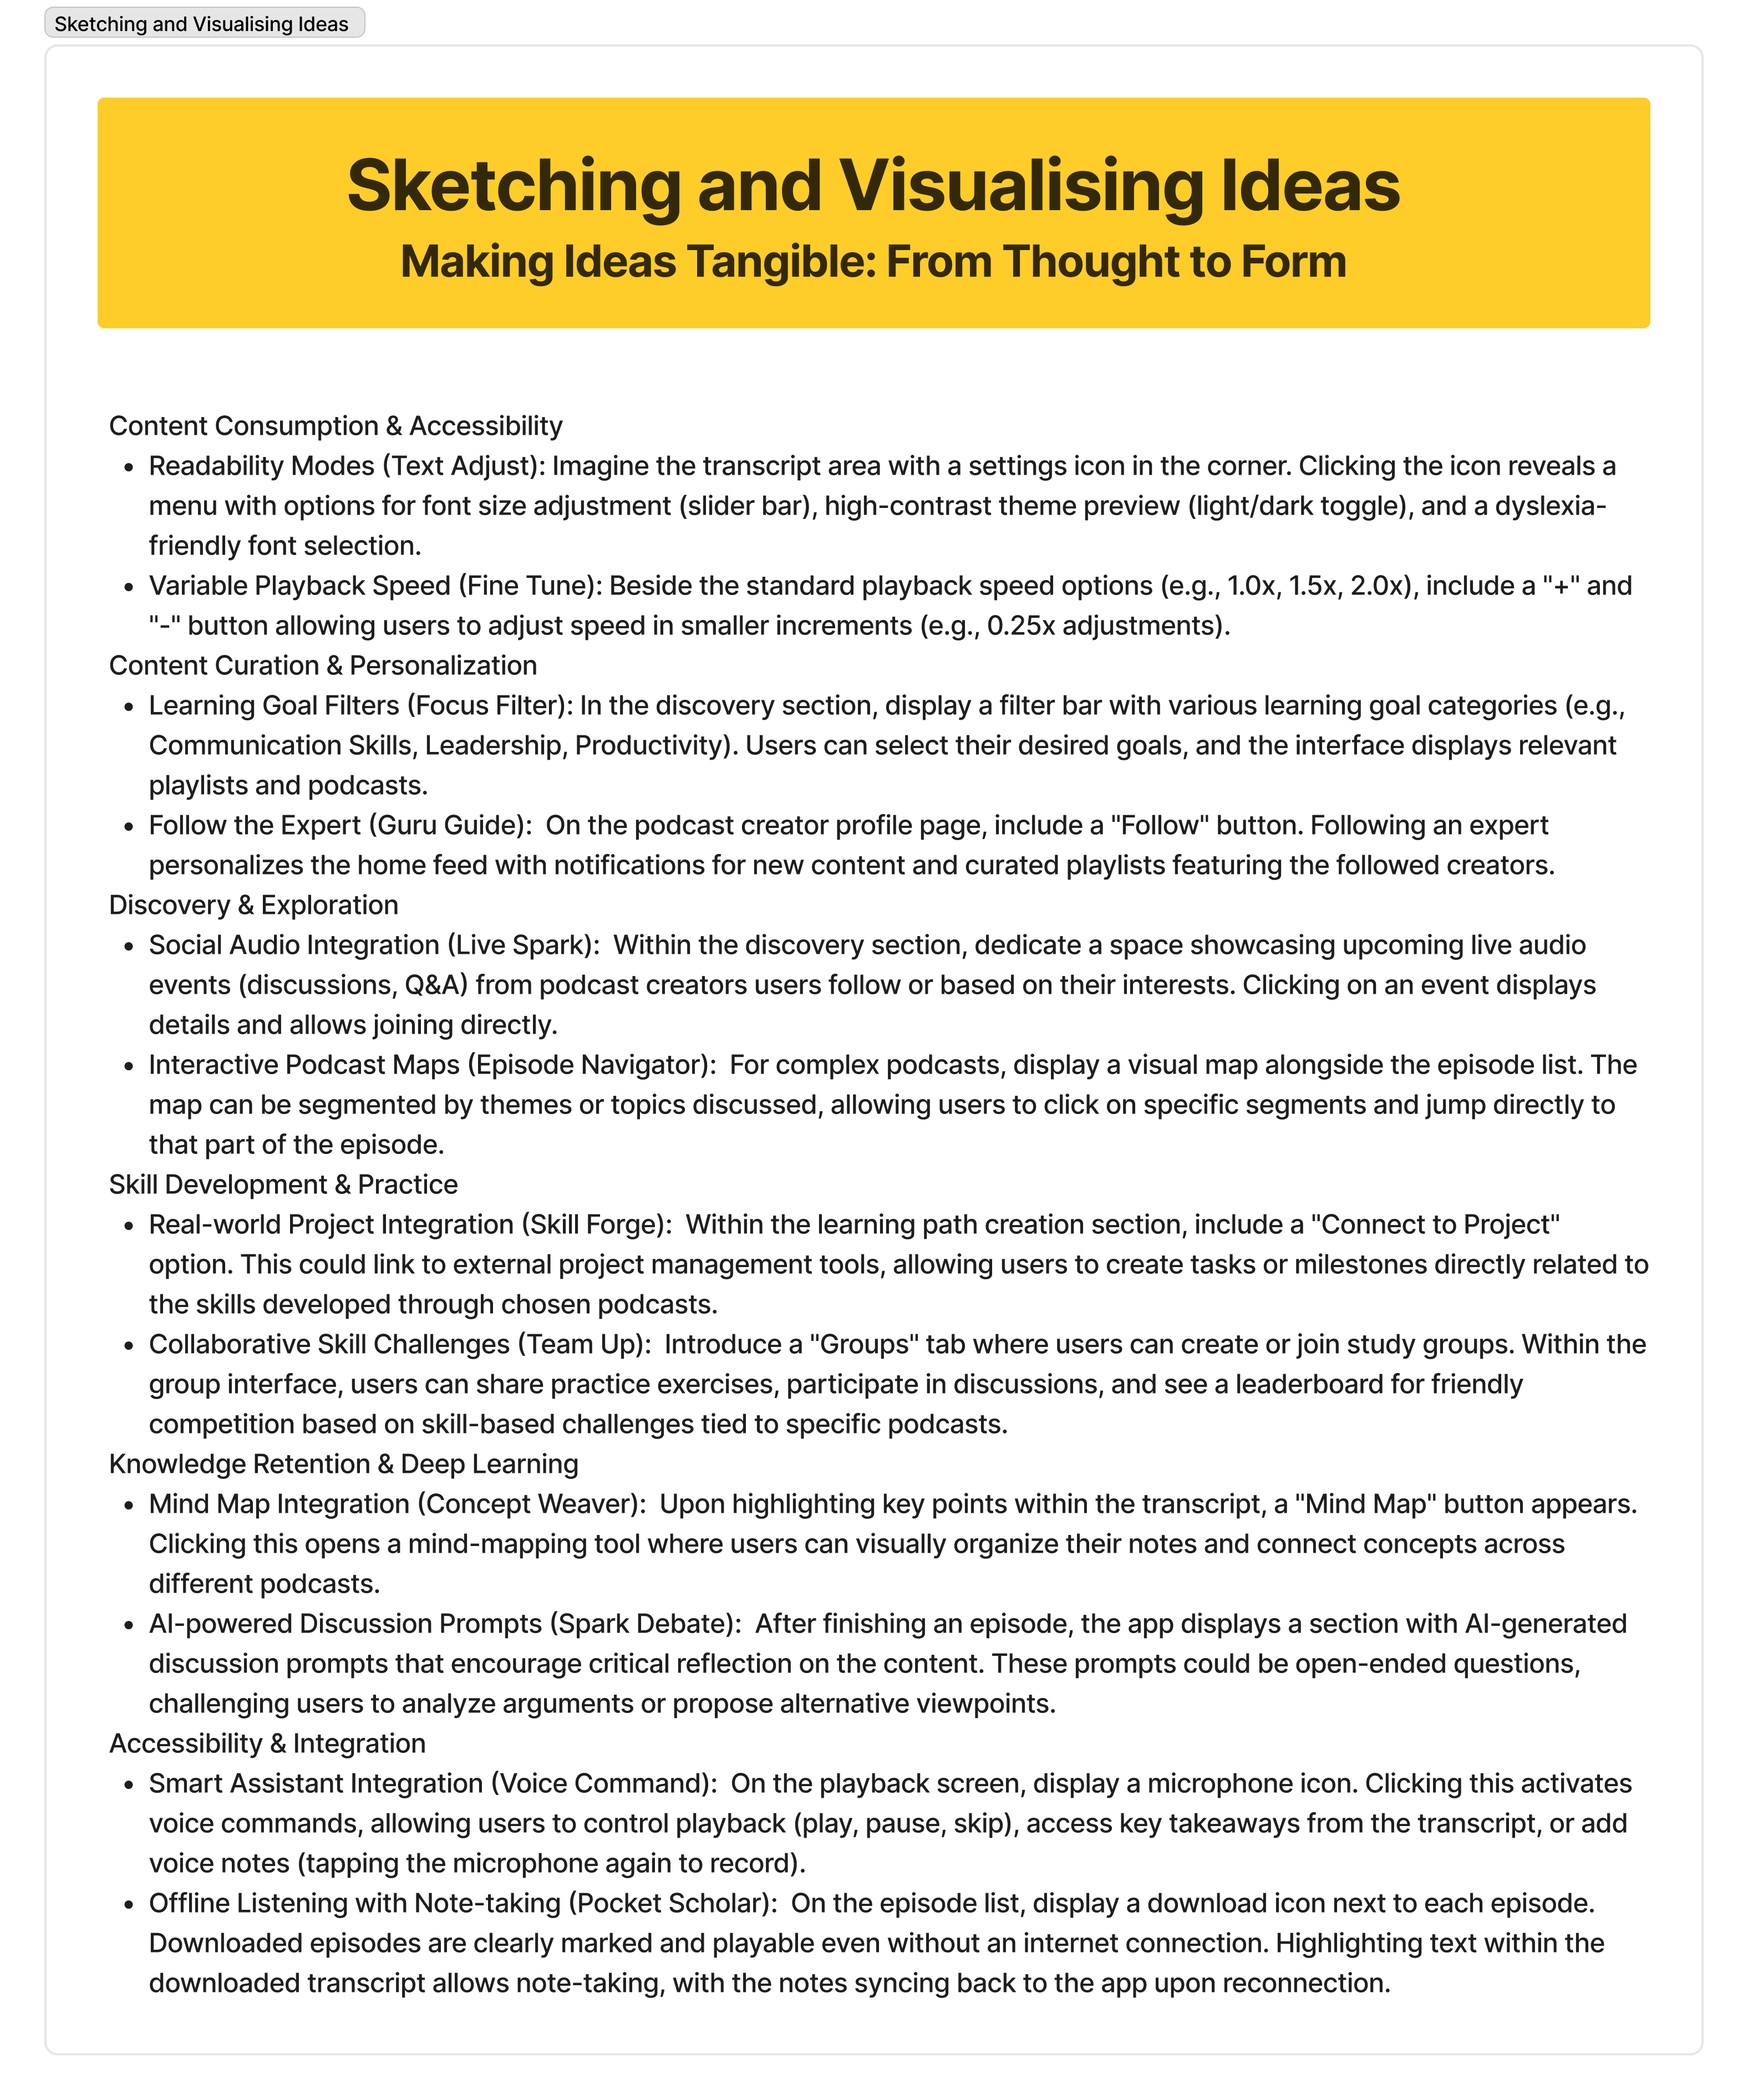 Sketching and Visualising Ideas
Sketching and Visualising Ideas
Making Ideas Tangible: From Thought to Form
Content Consumption & Accessibility
• Readability Modes (Text Adjust): Imagine the transcript area with a settings icon in the corner. Clicking the icon reveals a
menu with options for font size adjustment (slider bar), high-contrast theme preview (light/dark toggle), and a dyslexia-
friendly font selection.
• Variable Playback Speed (Fine Tune): Beside the standard playback speed options (e.g., 1.0x, 1.5x, 2.0x), include a "+" and
"-" button allowing users to adjust speed in smaller increments (e.g., 0.25x adjustments).
Content Curation & Personalization
• Learning Goal Filters (Focus Filter): In the discovery section, display a filter bar with various learning goal categories (e.g.,
Communication Skills, Leadership, Productivity). Users can select their desired goals, and the interface displays relevant
playlists and podcasts.
• Follow the Expert (Guru Guide):  On the podcast creator profile page, include a "Follow" button. Following an expert
personalizes the home feed with notifications for new content and curated playlists featuring the followed creators.
Discovery & Exploration
• Social Audio Integration (Live Spark):  Within the discovery section, dedicate a space showcasing upcoming live audio
events (discussions, Q&A) from podcast creators users follow or based on their interests. Clicking on an event displays
details and allows joining directly.
• Interactive Podcast Maps (Episode Navigator):  For complex podcasts, display a visual map alongside the episode list. The
map can be segmented by themes or topics discussed, allowing users to click on specific segments and jump directly to
that part of the episode.
Skill Development & Practice
• Real-world Project Integration (Skill Forge):  Within the learning path creation section, include a "Connect to Project"
option. This could link to external project management tools, allowing users to create tasks or milestones directly related to
the skills developed through chosen podcasts.
• Collaborative Skill Challenges (Team Up):  Introduce a "Groups" tab where users can create or join study groups. Within the
group interface, users can share practice exercises, participate in discussions, and see a leaderboard for friendly
competition based on skill-based challenges tied to specific podcasts.
Knowledge Retention & Deep Learning
• Mind Map Integration (Concept Weaver):  Upon highlighting key points within the transcript, a "Mind Map" button appears.
Clicking this opens a mind-mapping tool where users can visually organize their notes and connect concepts across
different podcasts.
• AI-powered Discussion Prompts (Spark Debate):  After finishing an episode, the app displays a section with AI-generated
discussion prompts that encourage critical reflection on the content. These prompts could be open-ended questions,
challenging users to analyze arguments or propose alternative viewpoints.
Accessibility & Integration
• Smart Assistant Integration (Voice Command):  On the playback screen, display a microphone icon. Clicking this activates
voice commands, allowing users to control playback (play, pause, skip), access key takeaways from the transcript, or add
voice notes (tapping the microphone again to record).
• Offline Listening with Note-taking (Pocket Scholar):  On the episode list, display a download icon next to each episode.
Downloaded episodes are clearly marked and playable even without an internet connection. Highlighting text within the
downloaded transcript allows note-taking, with the notes syncing back to the app upon reconnection.